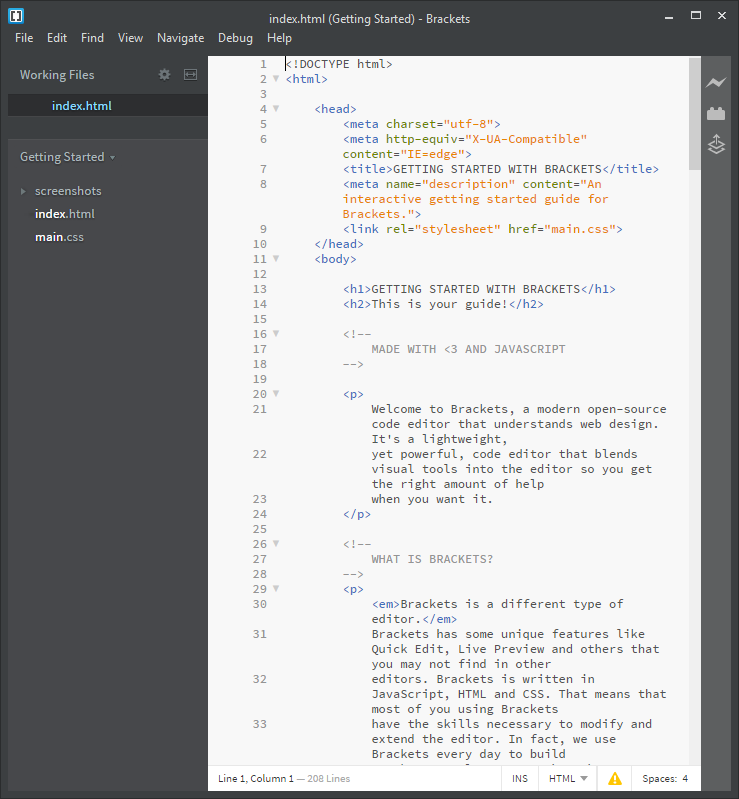 index.html (Getting Started) - Brackets
File Edit Find View Navigate Debug Help
Working Files
index.html
Getting Started
screenshots
index.html
main.css
1 <!DOCTYPE html>
2 <html>
3
4 <head>
5 <meta charset="utf-8">
6 <meta http-equiv="X-UA-Compatible"
content="IE=edge">
7 <title>GETTING STARTED WITH BRACKETS</title>
8 <meta name="description" content="An
interactive getting started guide for
Brackets.">
9 <link rel="stylesheet" href="main.css">
10 </head>
11 <body>
12
13 <h1>GETTING STARTED WITH BRACKETS</h1>
14 <h2>This is your guide!</h2>
15
16 <!--
17 MADE WITH <3 AND JAVASCRIPT
18 -->
19
20 <p>
21 Welcome to Brackets, a modern open-source
code editor that understands web design.
It's a lightweight,
22 yet powerful, code editor that blends
visual tools into the editor so you get
the right amount of help
23 when you want it.
24 </p>
25
26 <!--
27 WHAT IS BRACKETS?
28 -->
29 <p>
30 <em>Brackets is a different type of
editor.</em>
31 Brackets has some unique features like
Quick Edit, Live Preview and others that
you may not find in other
32 editors. Brackets is written in
JavaScript, HTML and CSS. That means that
most of you using Brackets
33 have the skills necessary to modify and
extend the editor. In fact, we use
Brackets every day to build
Line 1, Column 1 — 208 Lines INS HTML Spaces: 4